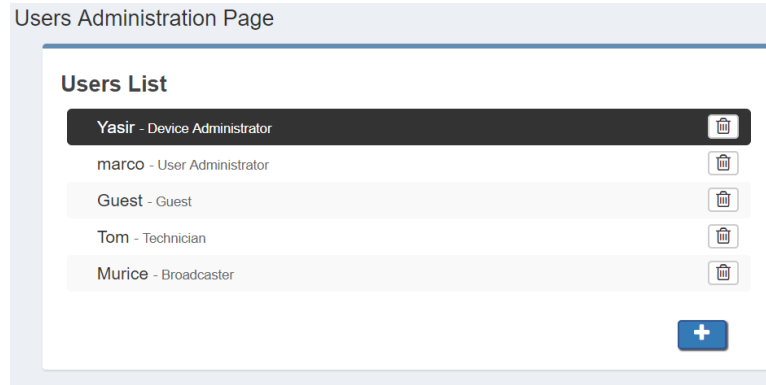 Users Administration Page
Users List
Yasir - Device Administrator
marco - User Administrator
Guest - Guest
Tom - Technician
Murice - Broadcaster